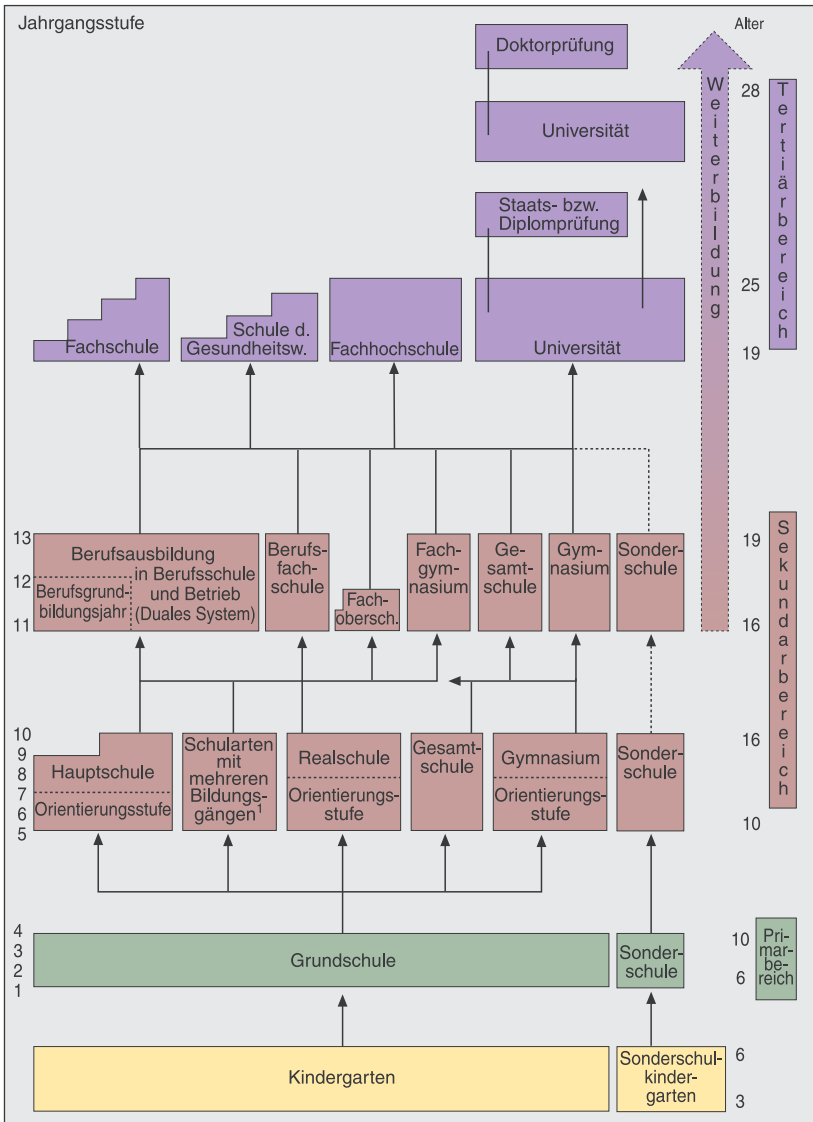 Jahrgangsstufe
Alter
Doktorprüfung
Universität
Staats- bzw.
Diplomprüfung
Fachschule
Schule d.
Gesundheitsw.
Fachhochschule
Universität
Weiterbildung
28
25
19
Tertiärbereich
13
12
11
Berufsausbildung
in Berufsschule
und Betrieb
(Duales System)
Berufsgrund-
bildungsjahr
Berufs-
fach-
schule
Fach-
obersch.
Fach-
gym-
nasium
Ge-
samt-
schule
Gym-
nasium
Sonder-
schule
19
16
Sekundarbereich
10
9
8
7
6
5
Hauptschule
Orientierungsstufe
Schularten
mit
mehreren
Bildungs-
gängen¹
Realschule
Orientierungs-
stufe
Gesamt-
schule
Gymnasium
Orientierungs-
stufe
Sonder-
schule
16
10
4
3
2
1
Grundschule
Sonder-
schule
10
6
Pri-
mar-
be-
reich
Kindergarten
Sonderschul-
kinder-
garten
6
3